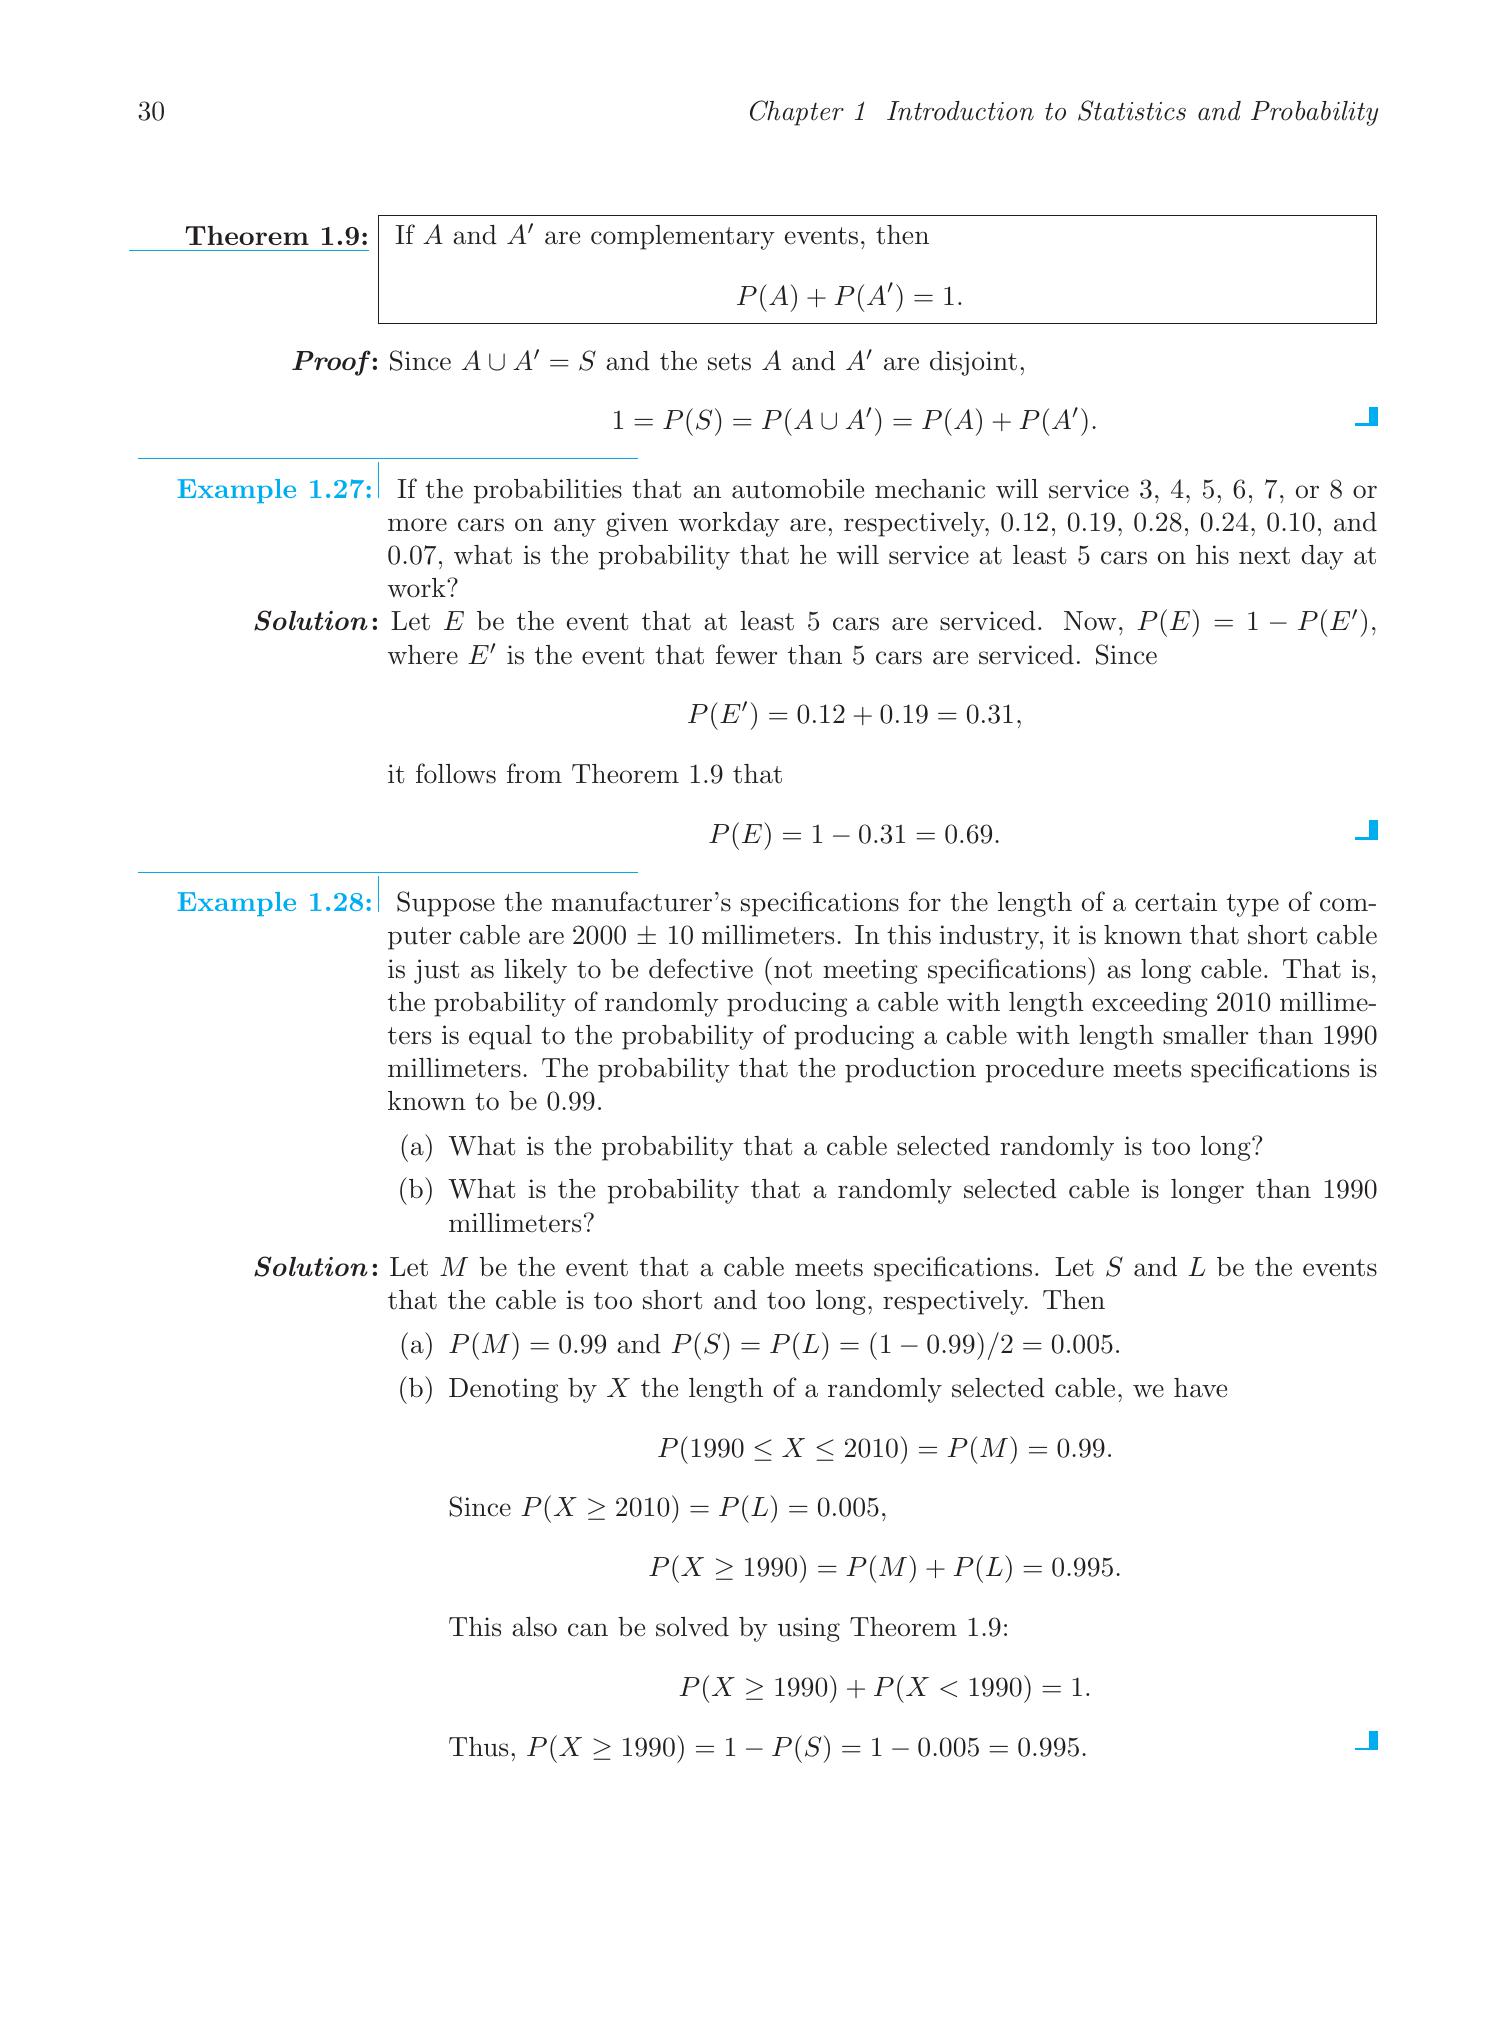 30 Chapter 1 Introduction to Statistics and Probability
Theorem 1.9: If A and A′ are complementary events, then
P(A) + P(A′) = 1.
Proof: Since A ∪ A′ = S and the sets A and A′ are disjoint,
1 = P(S) = P(A ∪ A′) = P(A) + P(A′).
Example 1.27: If the probabilities that an automobile mechanic will service 3, 4, 5, 6, 7, or 8 or
more cars on any given workday are, respectively, 0.12, 0.19, 0.28, 0.24, 0.10, and
0.07, what is the probability that he will service at least 5 cars on his next day at
work?
Solution: Let E be the event that at least 5 cars are serviced. Now, P(E) = 1 − P(E′),
where E′ is the event that fewer than 5 cars are serviced. Since
P(E′) = 0.12 + 0.19 = 0.31,
it follows from Theorem 1.9 that
P(E) = 1 − 0.31 = 0.69.
Example 1.28: Suppose the manufacturer's specifications for the length of a certain type of com-
puter cable are 2000 ± 10 millimeters. In this industry, it is known that short cable
is just as likely to be defective (not meeting specifications) as long cable. That is,
the probability of randomly producing a cable with length exceeding 2010 millime-
ters is equal to the probability of producing a cable with length smaller than 1990
millimeters. The probability that the production procedure meets specifications is
known to be 0.99.
(a) What is the probability that a cable selected randomly is too long?
(b) What is the probability that a randomly selected cable is longer than 1990
millimeters?
Solution: Let M be the event that a cable meets specifications. Let S and L be the events
that the cable is too short and too long, respectively. Then
(a) P(M) = 0.99 and P(S) = P(L) = (1 − 0.99)/2 = 0.005.
(b) Denoting by X the length of a randomly selected cable, we have
P(1990 ≤ X ≤ 2010) = P(M) = 0.99.
Since P(X ≥ 2010) = P(L) = 0.005,
P(X ≥ 1990) = P(M) + P(L) = 0.995.
This also can be solved by using Theorem 1.9:
P(X ≥ 1990) + P(X < 1990) = 1.
Thus, P(X ≥ 1990) = 1 − P(S) = 1 − 0.005 = 0.995.